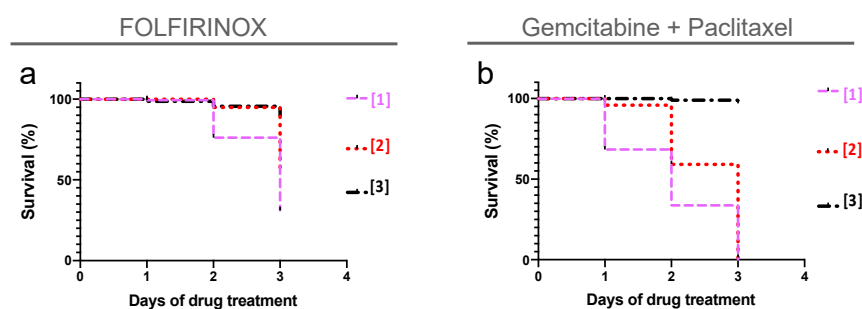 FOLFIRINOX
Gemcitabine + Paclitaxel
a
Survival (%)
100
50
0
0 1 2 3 4
Days of drug treatment
[1]
[2]
[3]
b
Survival (%)
100
50
0
0 1 2 3 4
Days of drug treatment
[1]
[2]
[3]